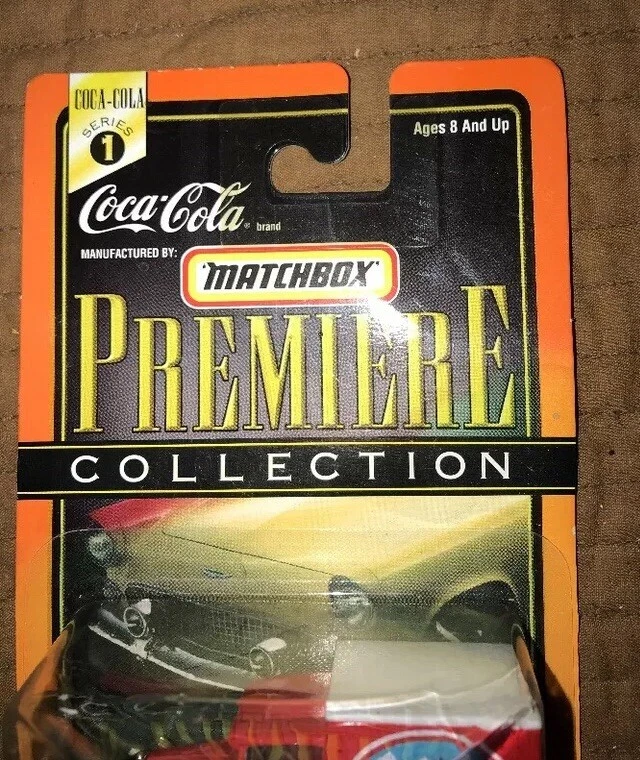 COCA-COLA
SERIES
1
Ages 8 And Up
Coca-Cola® brand
MANUFACTURED BY:
MATCHBOX
PREMIERE
COLLECTION